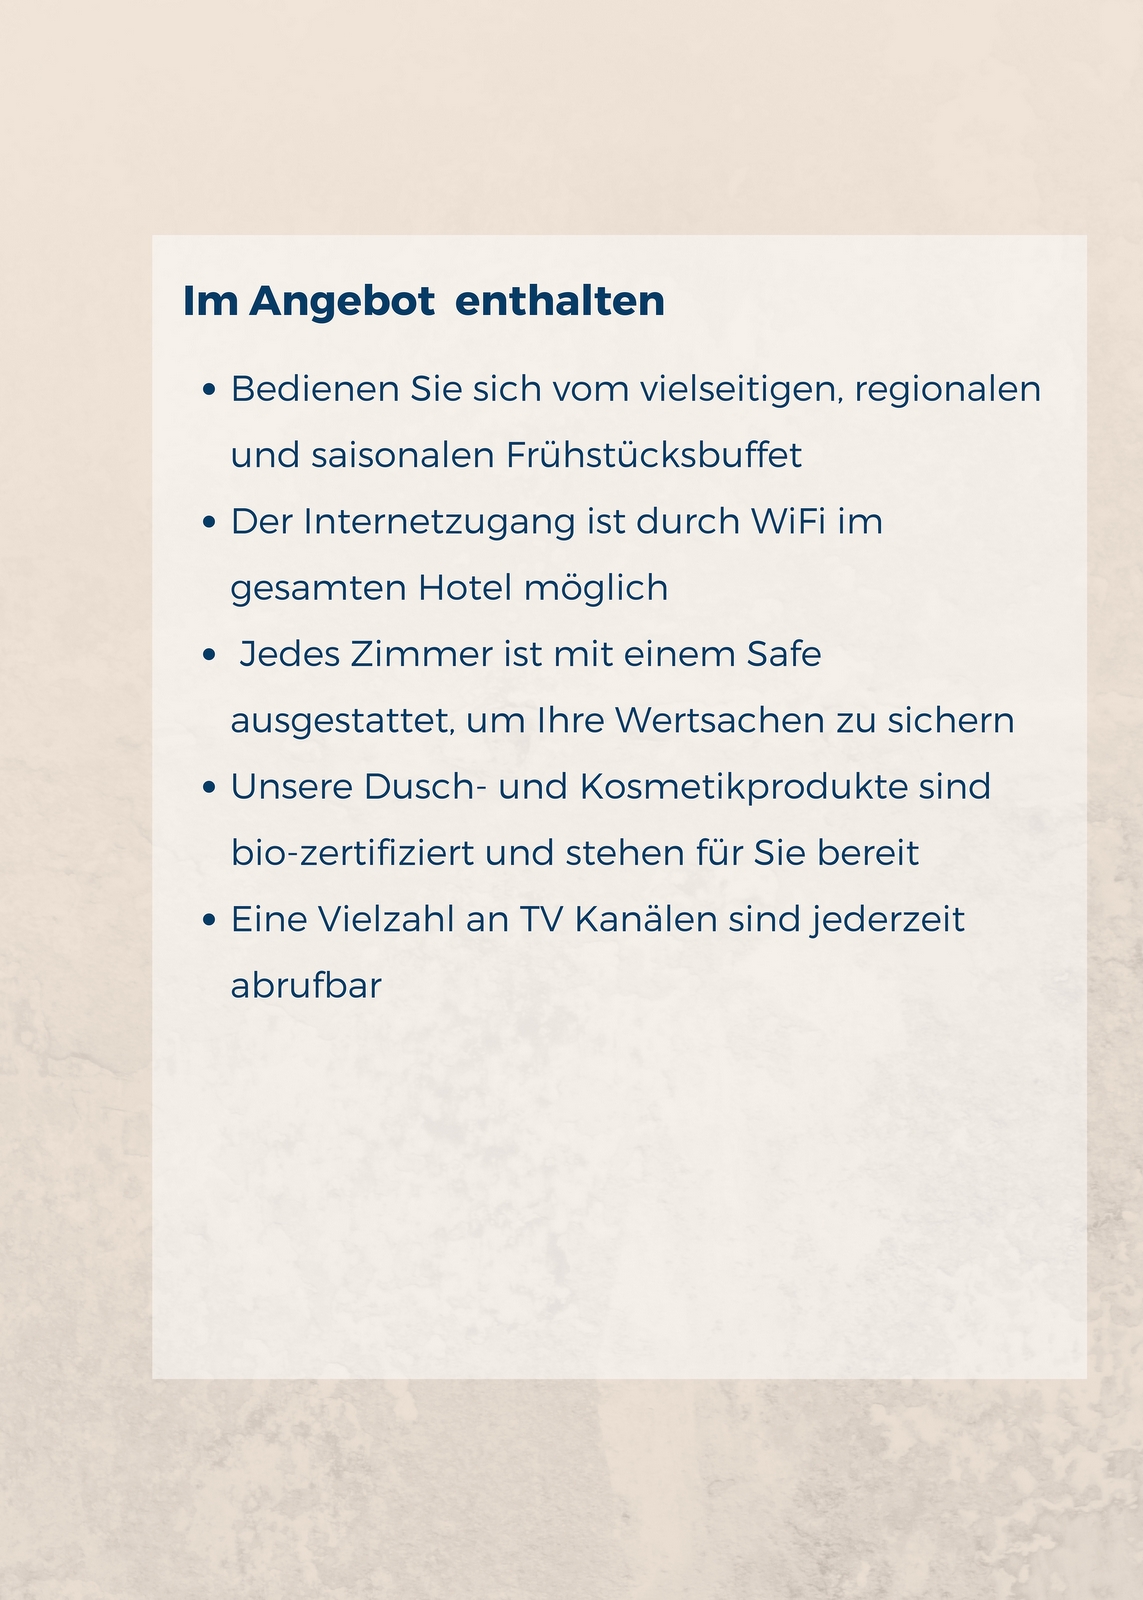 Im Angebot  enthalten
• Bedienen Sie sich vom vielseitigen, regionalen
und saisonalen Frühstücksbuffet
• Der Internetzugang ist durch WiFi im
gesamten Hotel möglich
• Jedes Zimmer ist mit einem Safe
ausgestattet, um Ihre Wertsachen zu sichern
• Unsere Dusch- und Kosmetikprodukte sind
bio-zertifiziert und stehen für Sie bereit
• Eine Vielzahl an TV Kanälen sind jederzeit
abrufbar